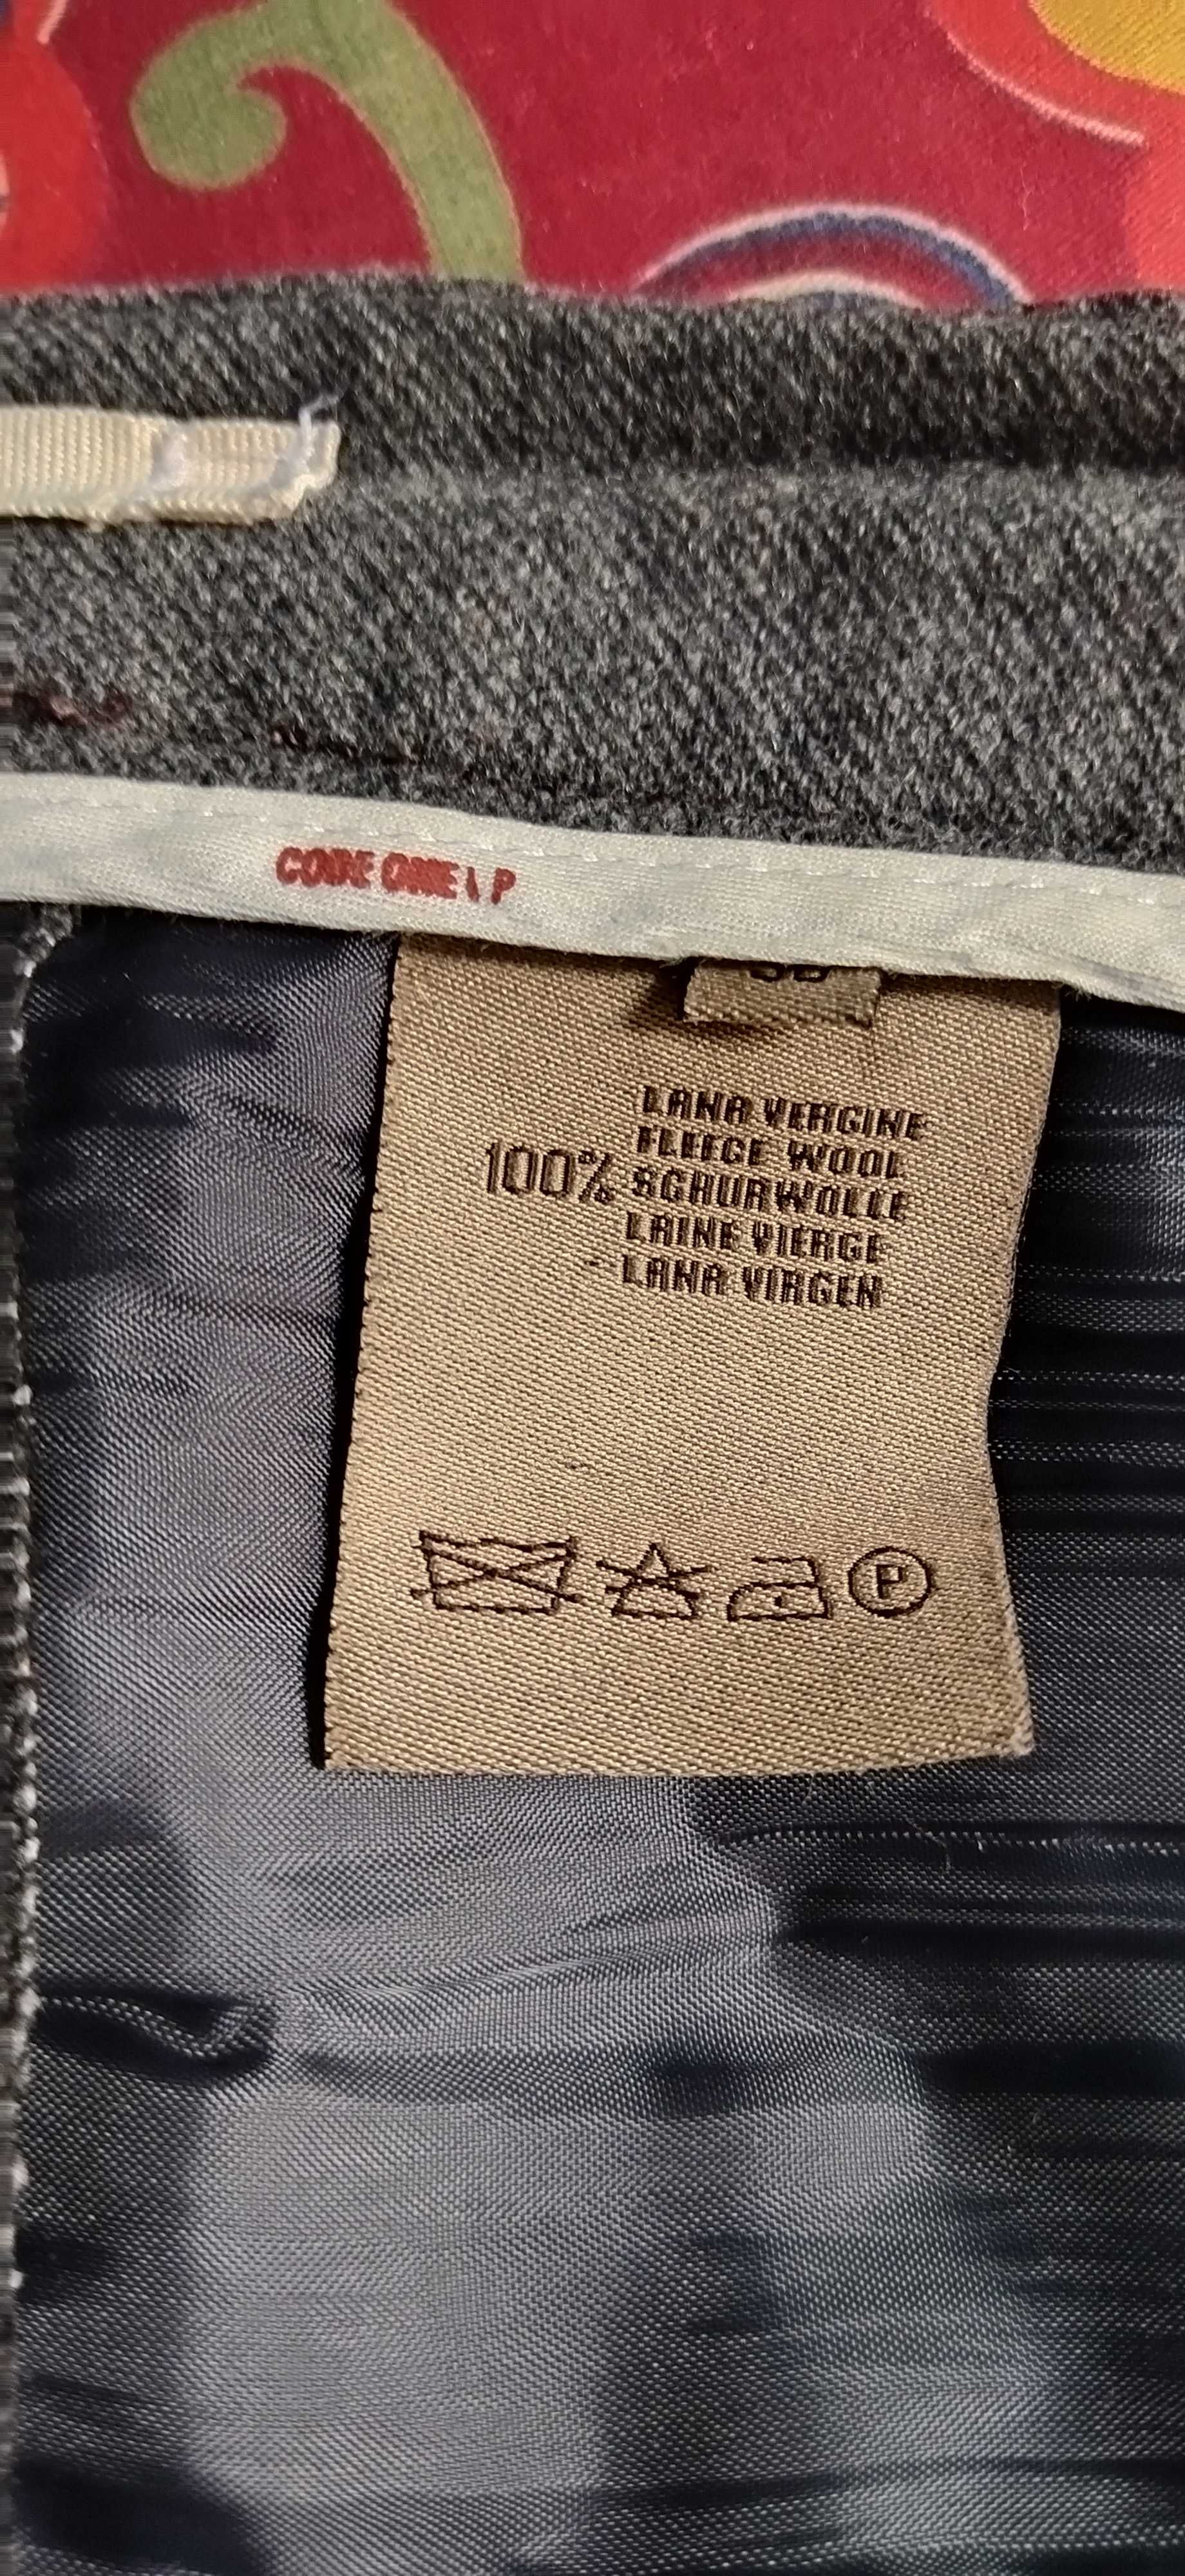 CODE ONE \ P
LANA VERGINE
FLEECE WOOL
100% SCHURWOLLE
LAINE VIERGE
LANA VIRGEN
P